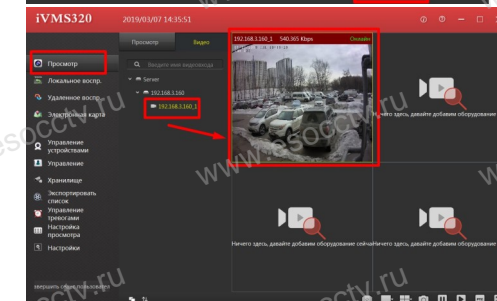 iVMS320
2019/03/07 14:35:51
Просмотр
Видео
192.168.3.160_1 540.365 Kbps
Онлайн
Введите имя видеовхода
Server
192.168.3.160
192.168.3.160_1
Просмотр
Локальное воспр.
Удаленное воспр.
Электронная карта
Управление
устройствами
Управление
Хранилище
Экспортировать
список
Управление
тревогами
Настройка
просмотра
Настройки
Ничего здесь, давайте добавим оборудование
Ничего здесь, давайте добавим оборудование сейчас
Ничего здесь, давайте добавим оборудование
www.esocctv.ru